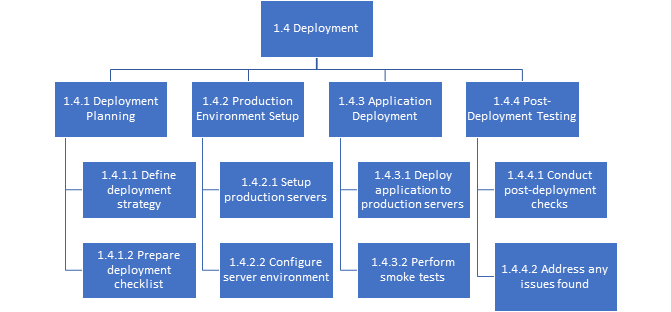 1.4 Deployment
1.4.1 Deployment
Planning
1.4.2 Production
Environment Setup
1.4.3 Application
Deployment
1.4.4 Post-
Deployment Testing
1.4.1.1 Define
deployment
strategy
1.4.2.1 Setup
production servers
1.4.3.1 Deploy
application to
production servers
1.4.4.1 Conduct
post-deployment
checks
1.4.1.2 Prepare
deployment
checklist
1.4.2.2 Configure
server environment
1.4.3.2 Perform
smoke tests
1.4.4.2 Address any
issues found